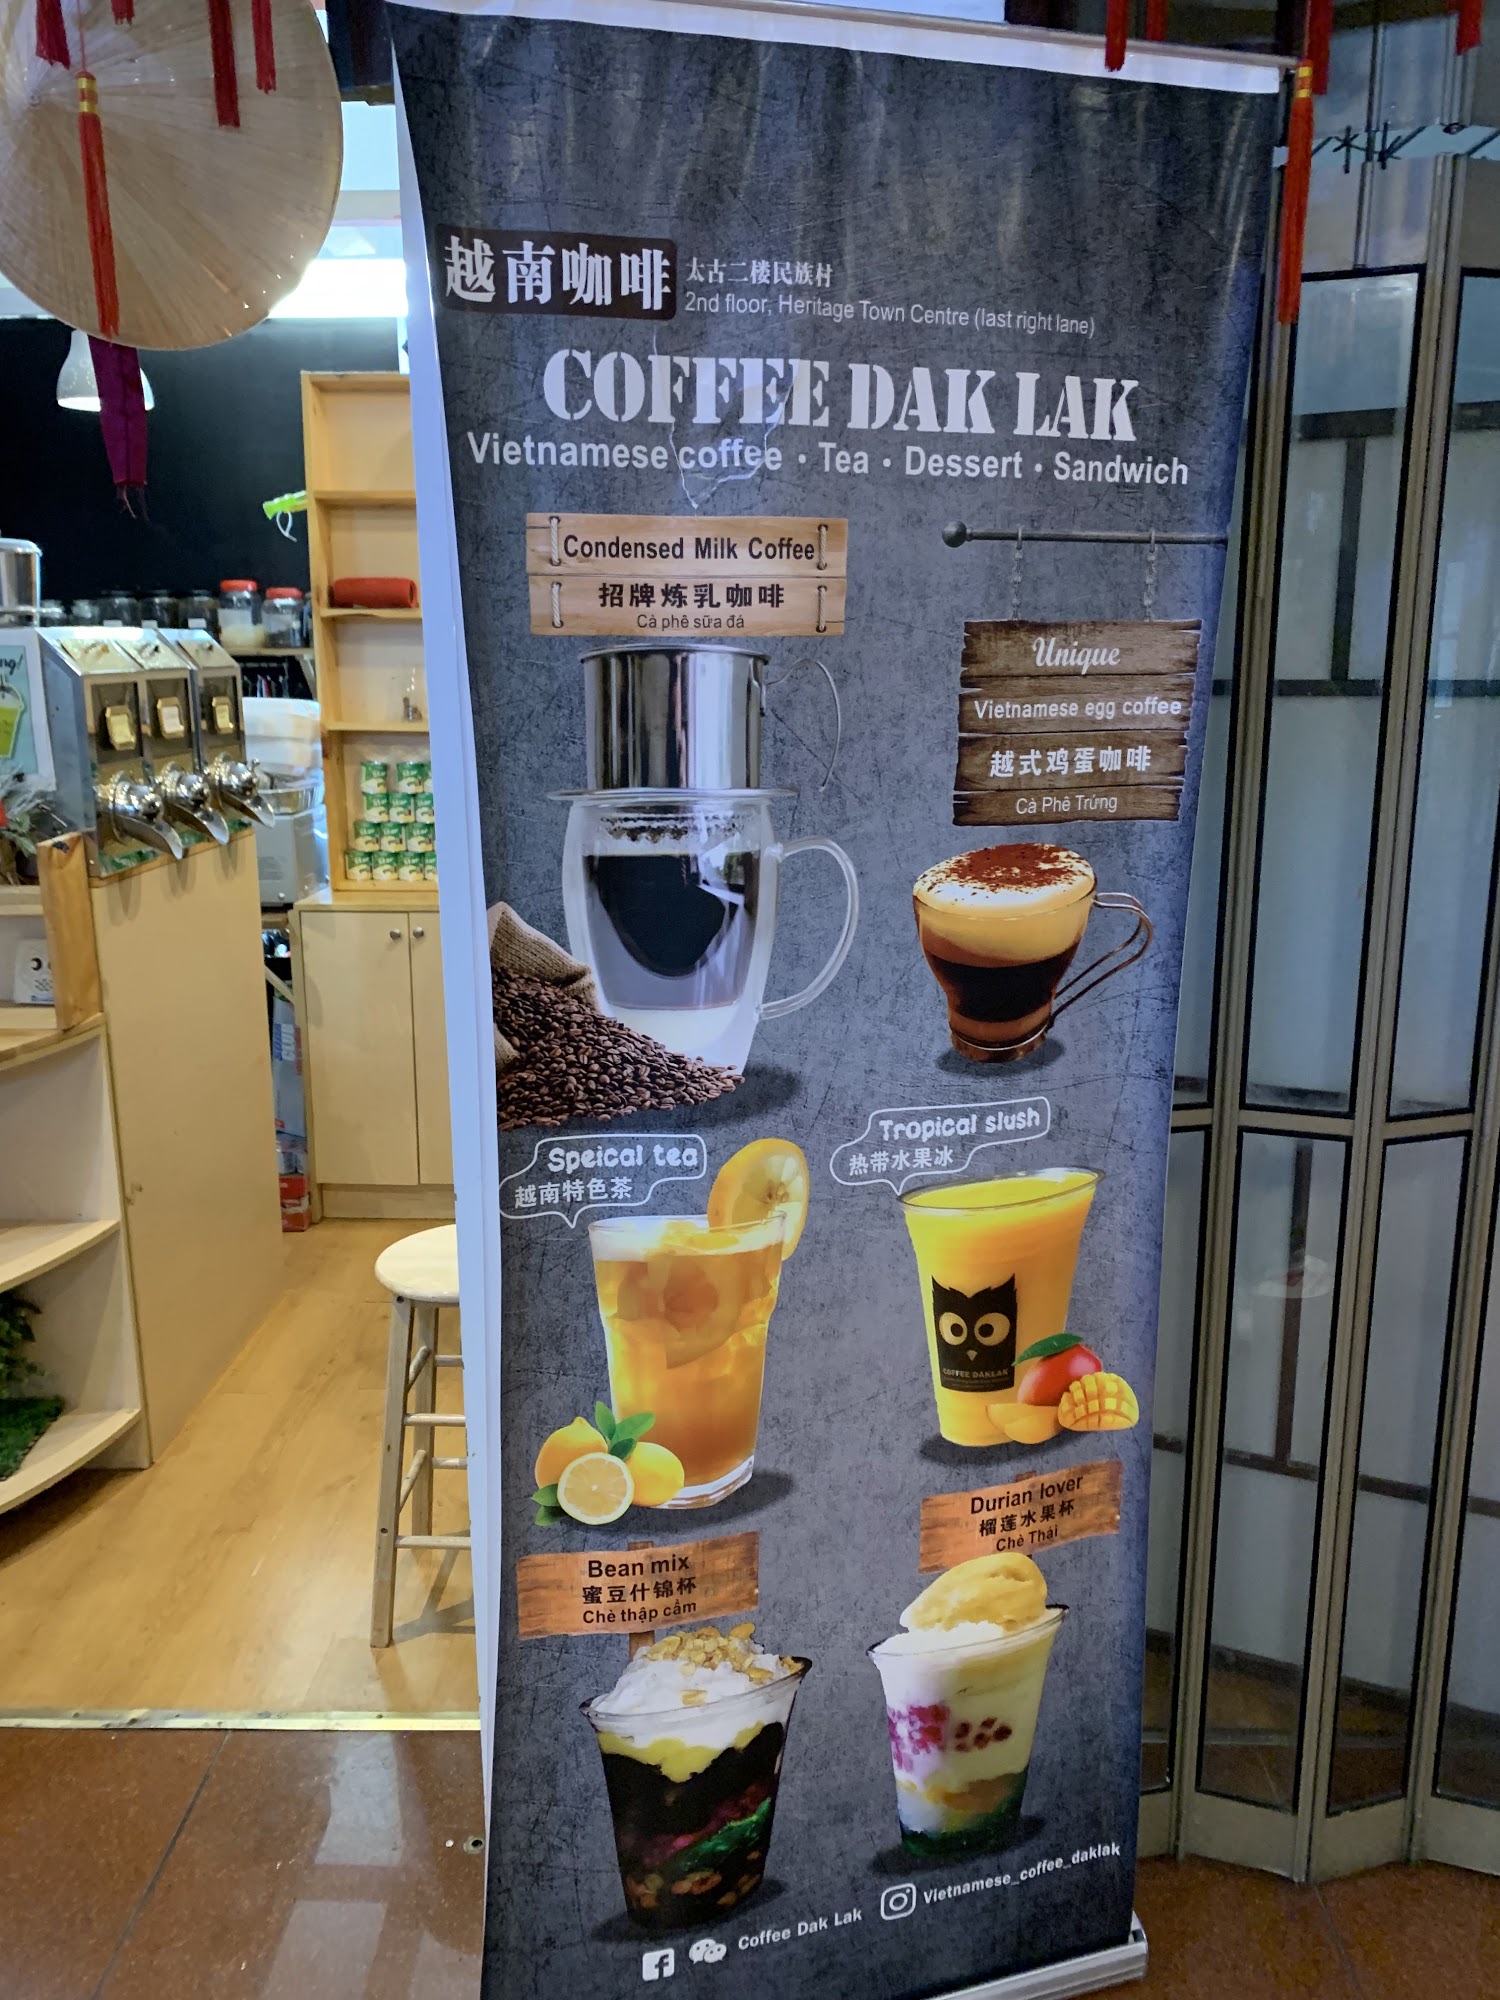 越南咖啡
太古二楼民族村
2nd floor, Heritage Town Centre (last right lane)
COFFEE DAK LAK
Vietnamese coffee • Tea • Dessert • Sandwich
Condensed Milk Coffee
招牌炼乳咖啡
Cà phê sữa đá
Unique
Vietnamese egg coffee
越式鸡蛋咖啡
Cà Phê Trứng
Speical tea
越南特色茶
Tropical slush
热带水果冰
COFFEE DAKLAK
Durian lover
榴莲水果杯
Chè Thái
Bean mix
蜜豆什锦杯
Chè thập cẩm
Coffee Dak Lak
Vietnamese_coffee_daklak